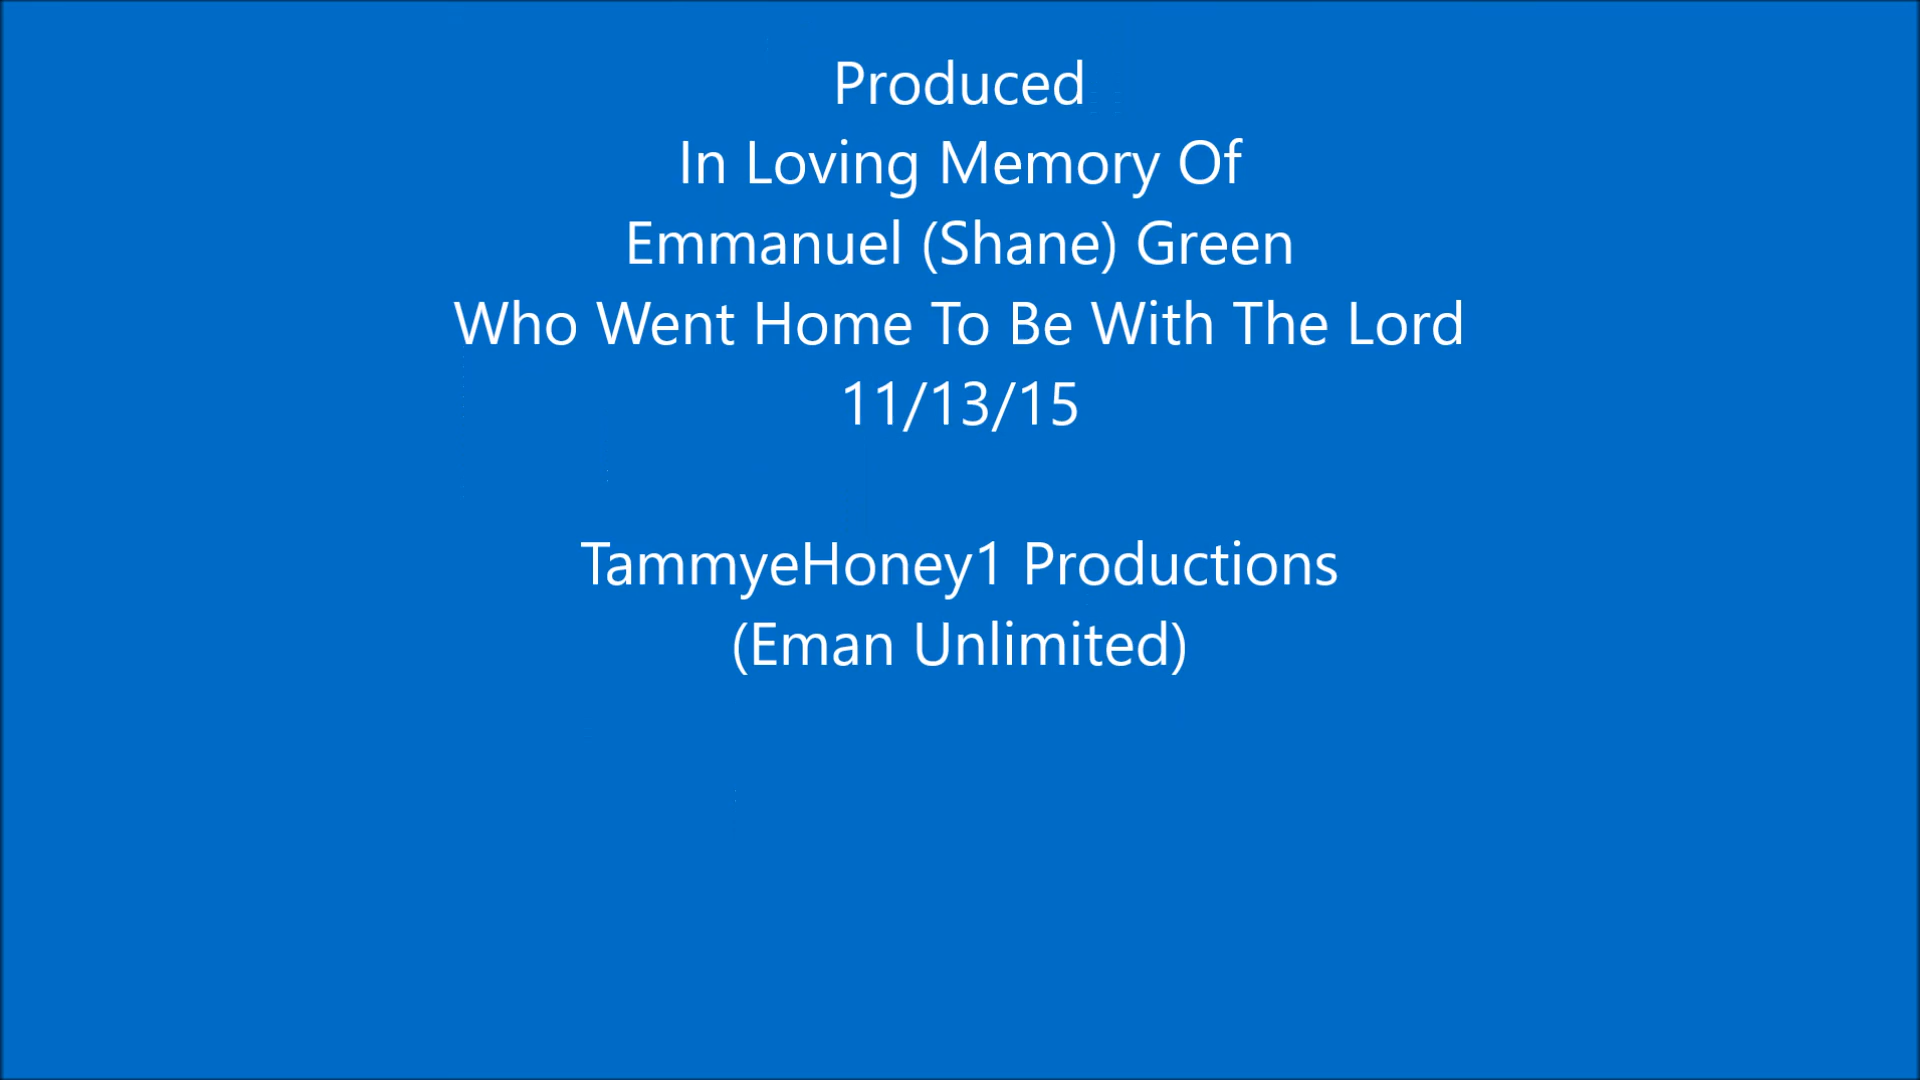 Produced
In Loving Memory Of
Emmanuel (Shane) Green
Who Went Home To Be With The Lord
11/13/15
TammyeHoney1 Productions
(Eman Unlimited)